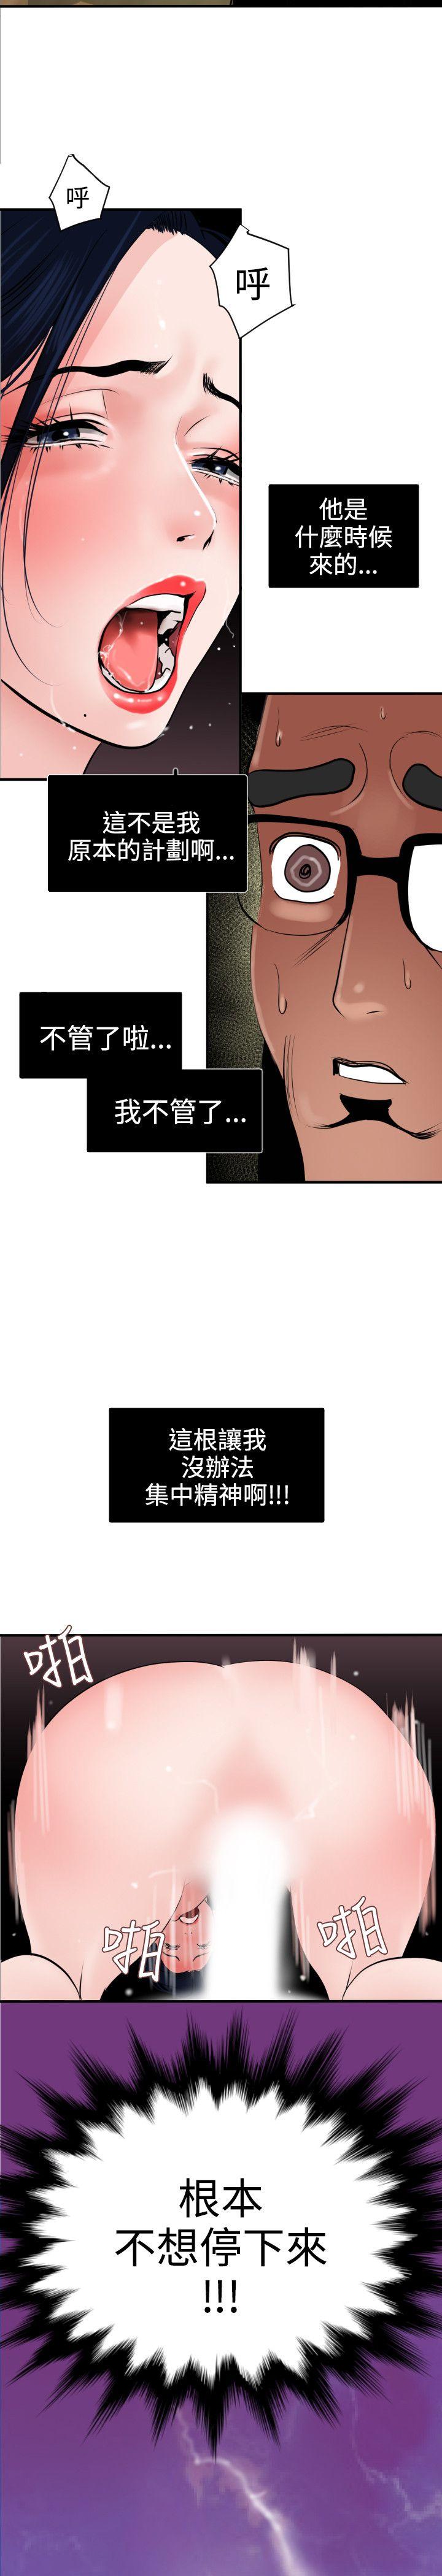 呼
呼
他是
什麼時候
來的...
這不是我
原本的計劃啊...
不管了啦...
我不管了...
這根讓我
沒辦法
集中精神啊!!!
啪
啪
啪
根本
不想停下來
!!!